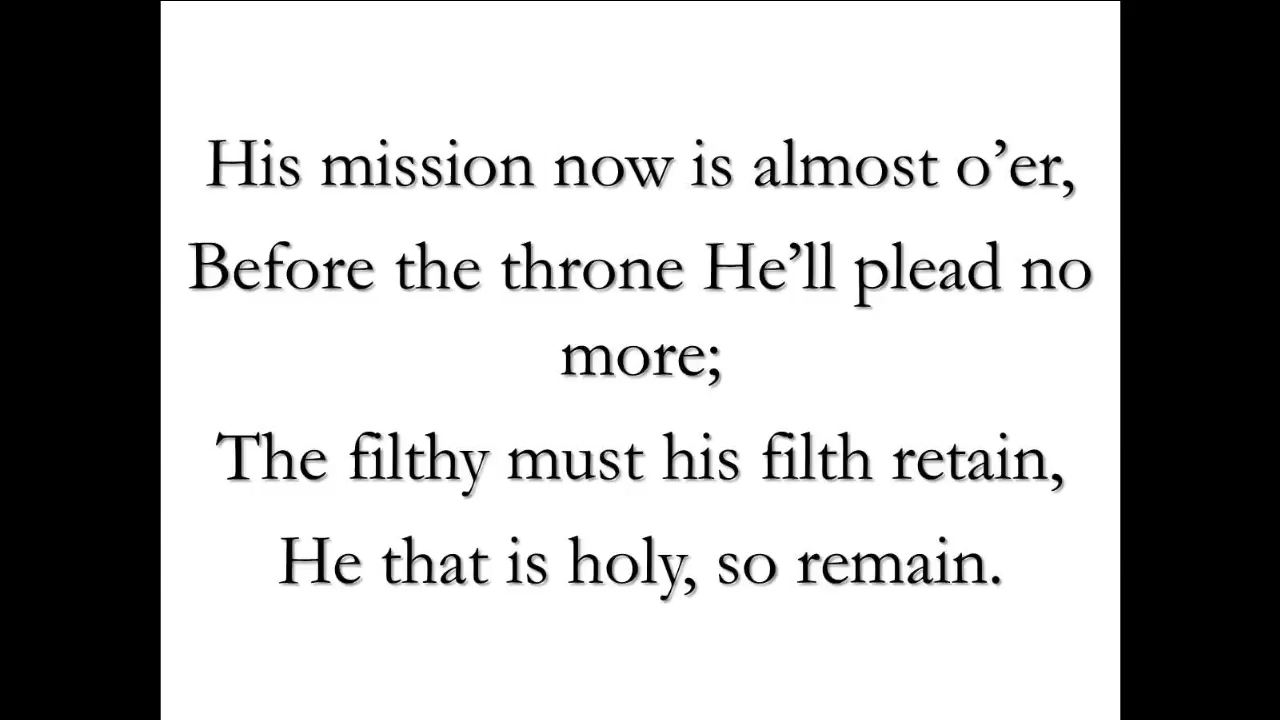 His mission now is almost o’er,
Before the throne He’ll plead no
more;
The filthy must his filth retain,
He that is holy, so remain.